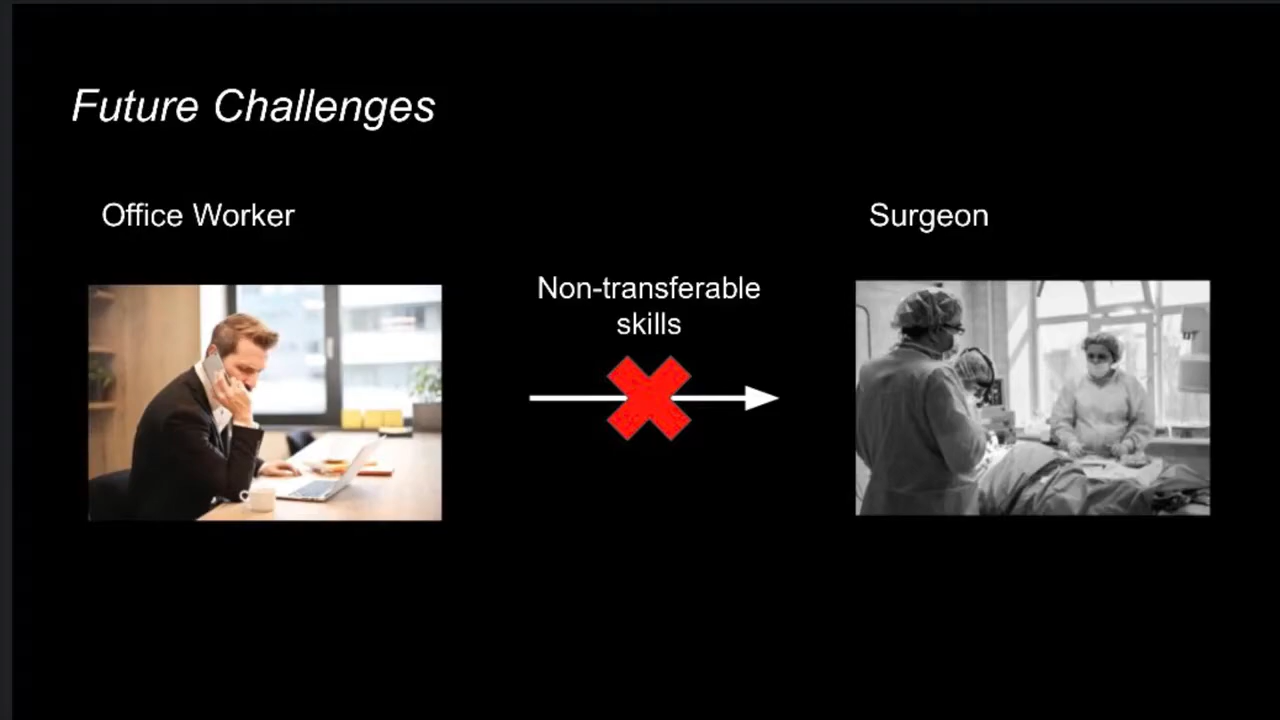 Future Challenges
Office Worker
Surgeon
Non-transferable
skills